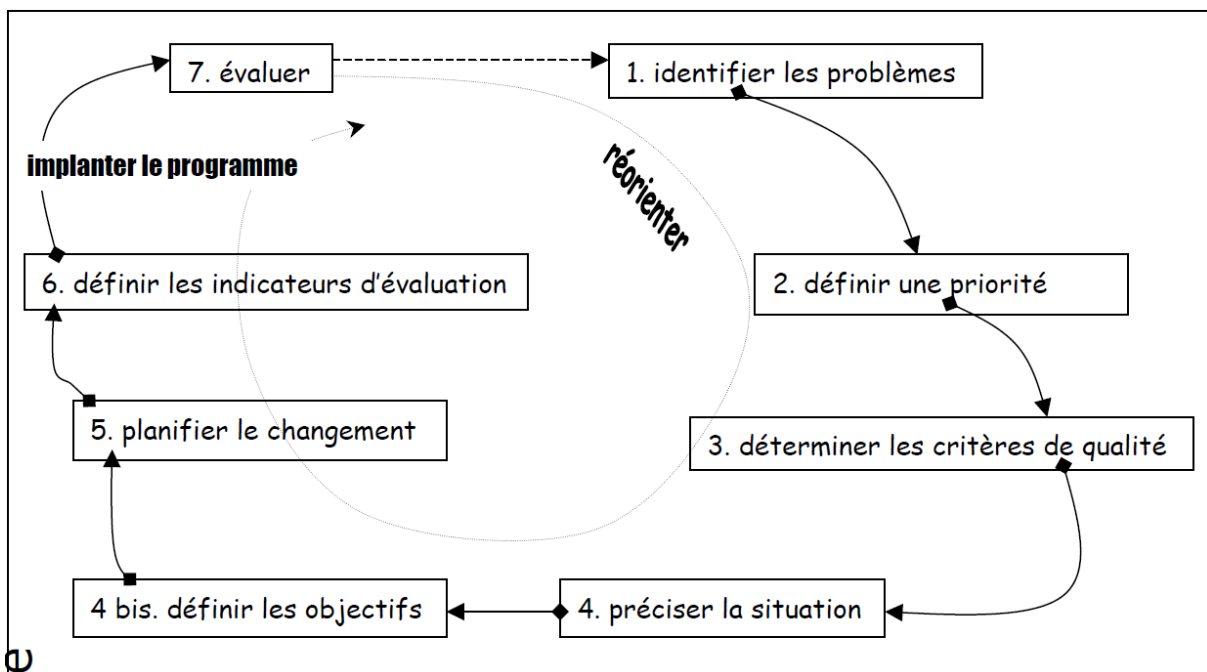 7. évaluer
1. identifier les problèmes
implanter le programme
réorienter
6. définir les indicateurs d'évaluation
2. définir une priorité
5. planifier le changement
3. déterminer les critères de qualité
4 bis. définir les objectifs
4. préciser la situation
e